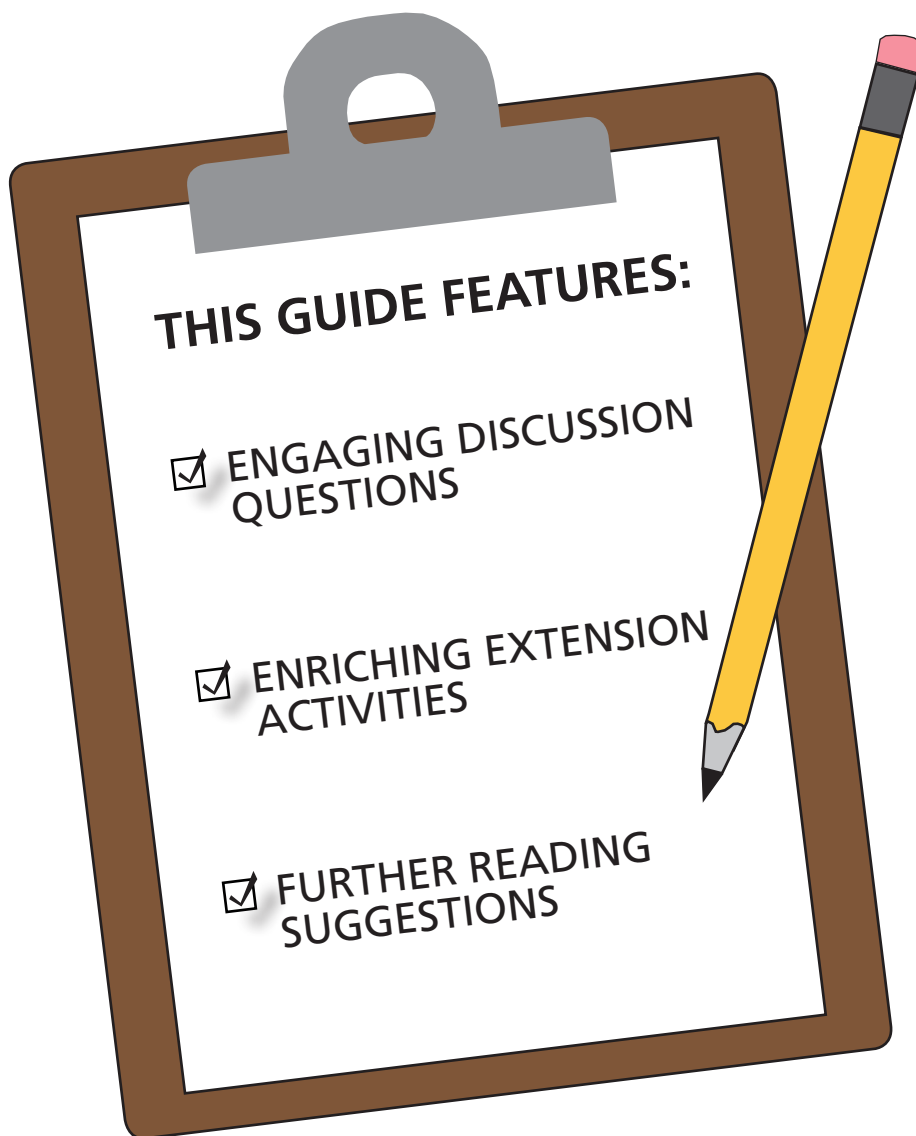 THIS GUIDE FEATURES:
ENGAGING DISCUSSION
QUESTIONS
ENRICHING EXTENSION
ACTIVITIES
FURTHER READING
SUGGESTIONS